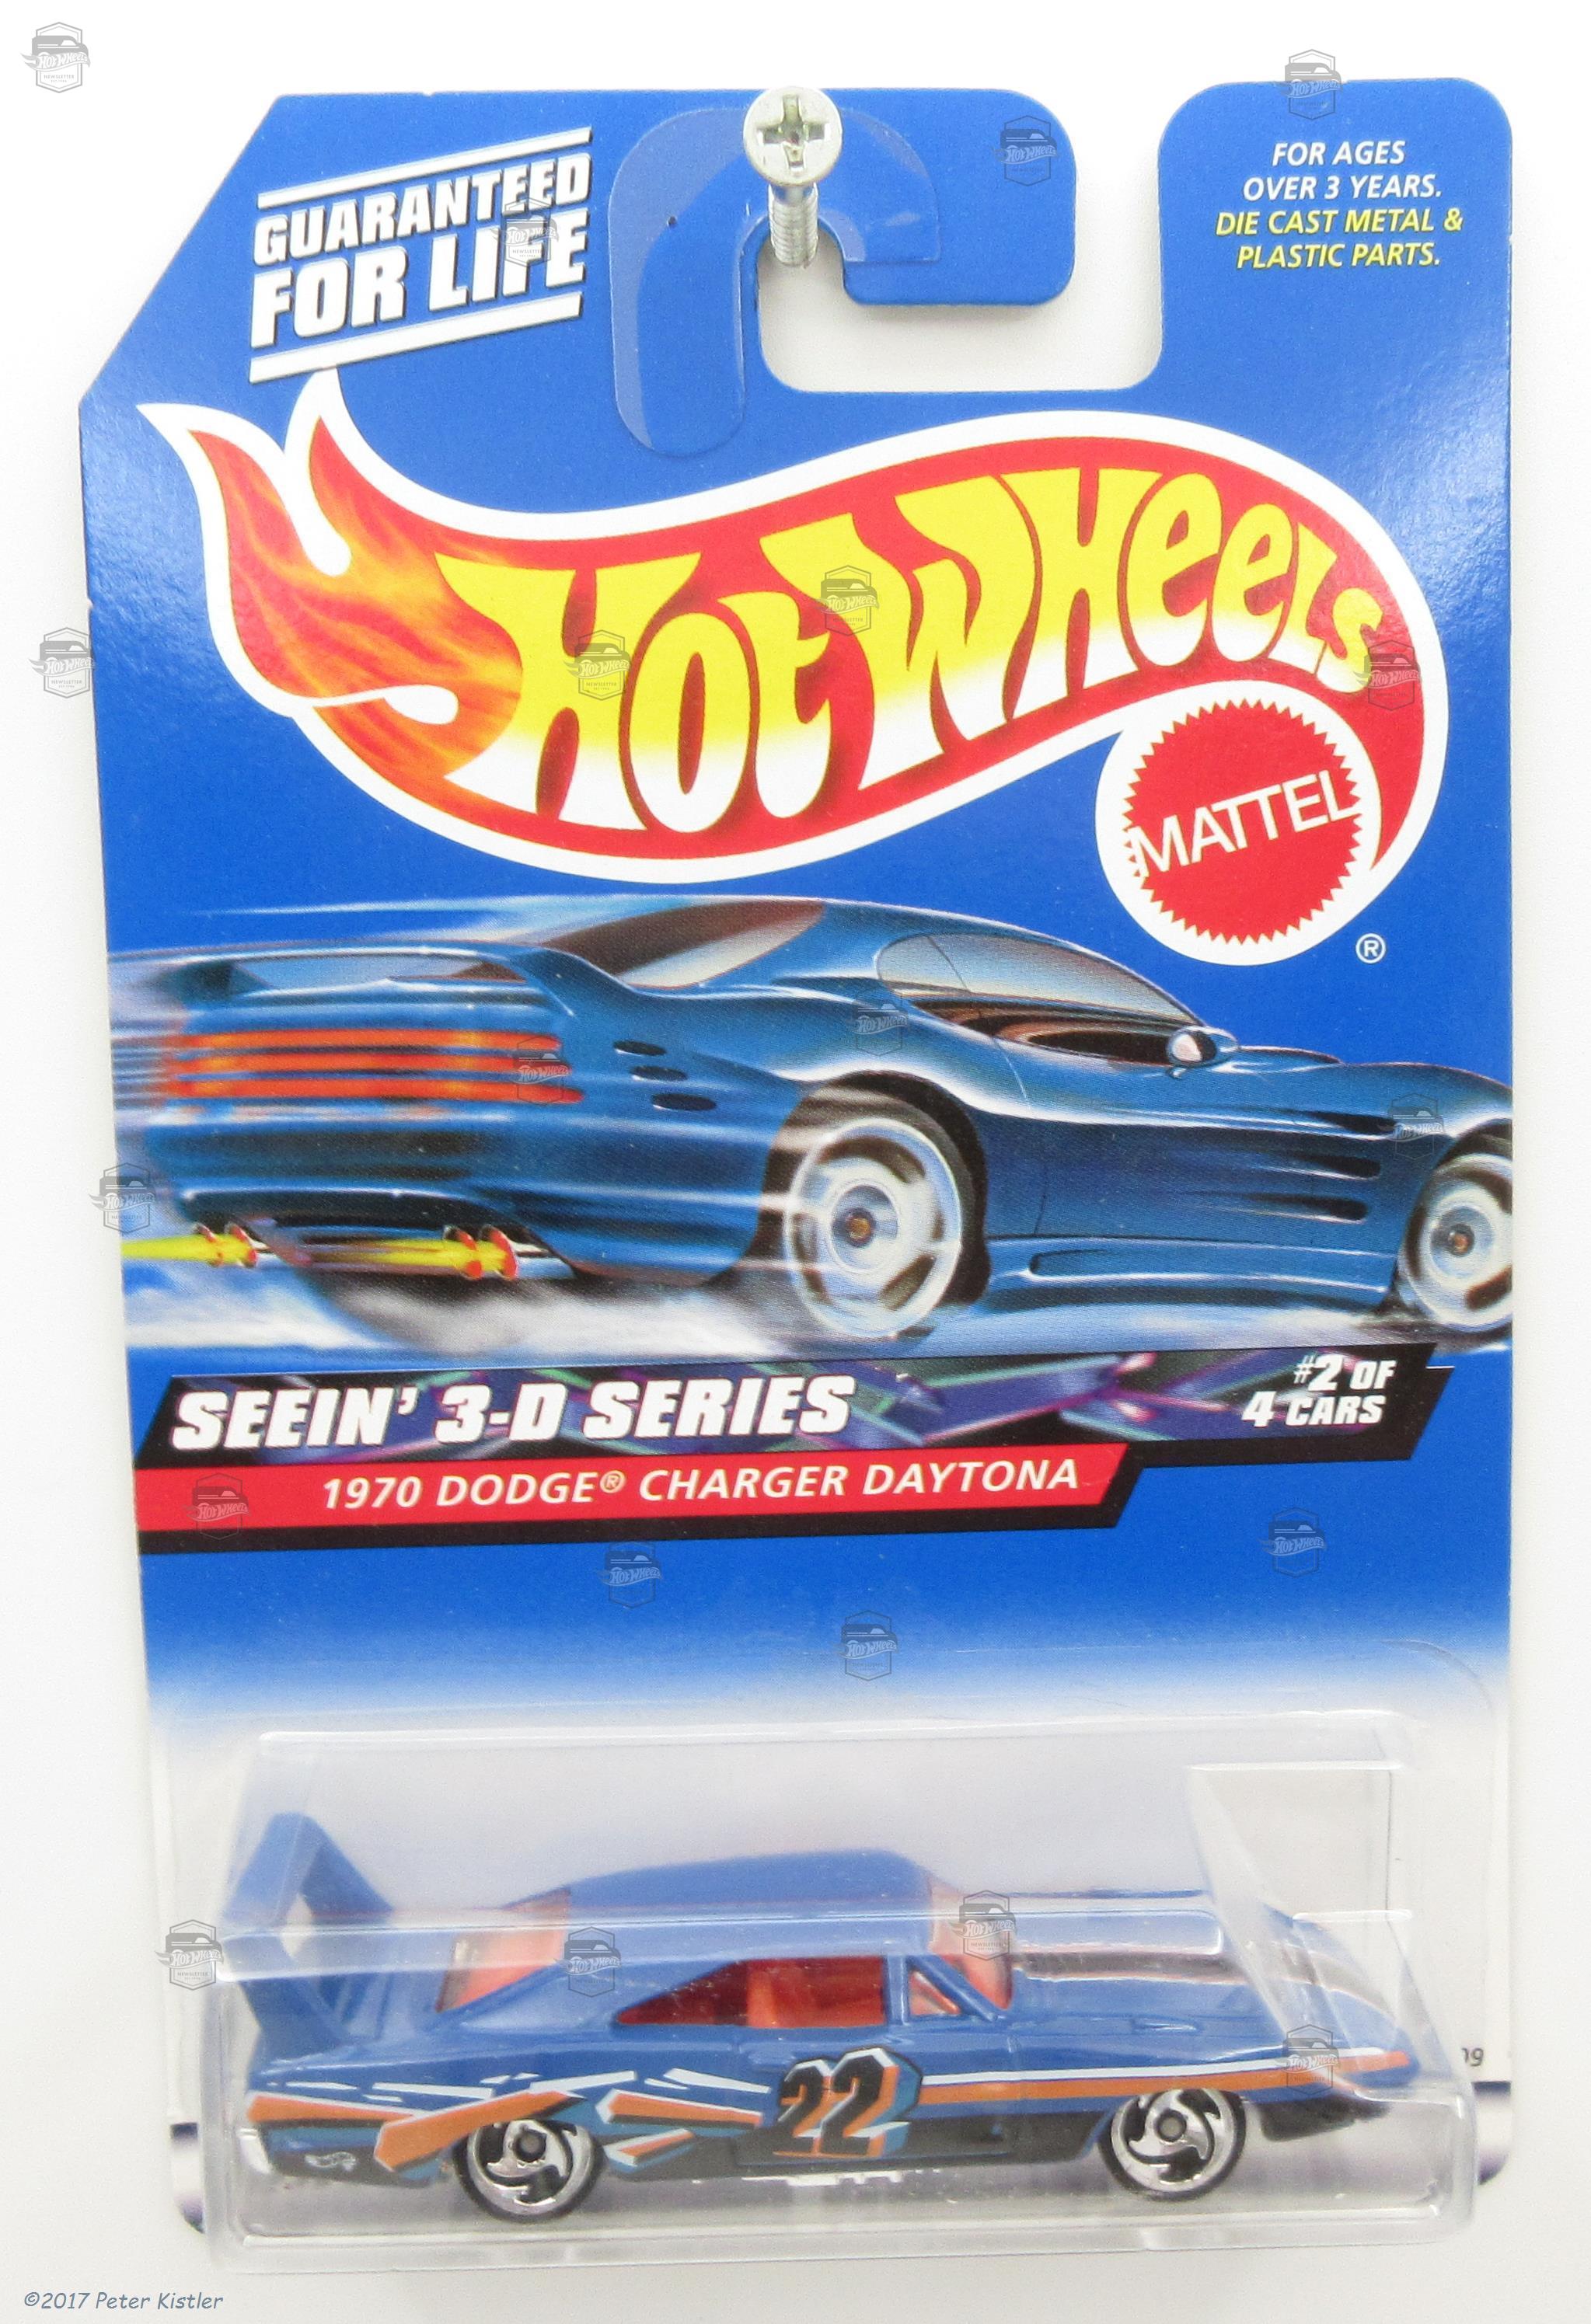 GUARANTEED
FOR LIFE
FOR AGES
OVER 3 YEARS.
DIE CAST METAL &
PLASTIC PARTS.
HOT WHEELS
MATTEL
®
SEEIN' 3-D SERIES
#2 OF
4 CARS
1970 DODGE® CHARGER DAYTONA
22
©2017 Peter Kistler